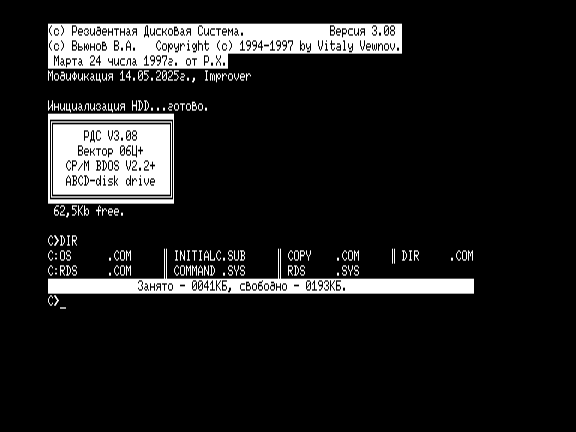 (c) Резидентная Дисковая Система. Версия 3.08
(c) Вьюнов В.А. Copyright (c) 1994-1997 by Vitaly Vewnov.
Марта 24 числа 1997г. от Р.Х.
Модификация 14.05.2025г., Improver
Инициализация HDD...готово.
РДС V3.08
Вектор 06Ц+
CP/M BDOS V2.2+
ABCD-disk drive
62,5Kb free.
C>DIR
C:OS .COM ║ INITIALC.SUB ║ COPY .COM ║ DIR .COM
C:RDS .COM ║ COMMAND .SYS ║ RDS .SYS
Занято - 0041КБ, свободно - 0193КБ.
C>_